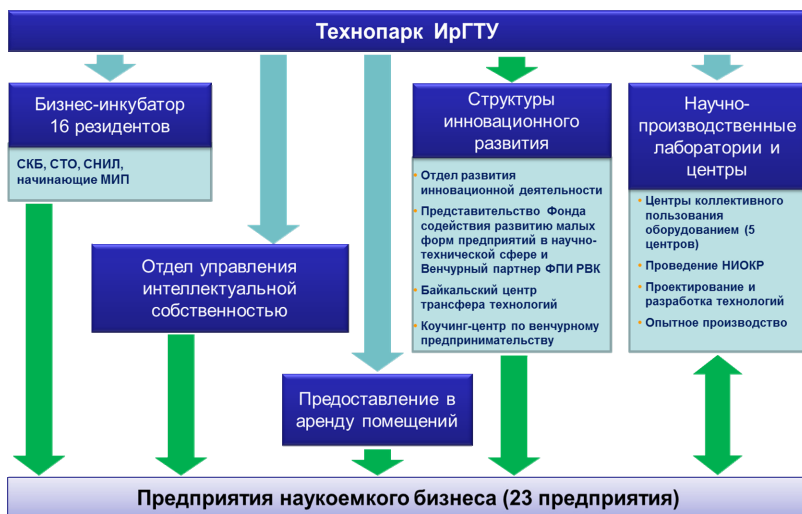 Технопарк ИрГТУ
Бизнес-инкубатор
16 резидентов
СКБ, СТО, СНИЛ,
начинающие МИП
Отдел управления
интеллектуальной
собственностью
Предоставление в
аренду помещений
Структуры
инновационного
развития
• Отдел развития
инновационной деятельности
• Представительство Фонда
содействия развитию малых
форм предприятий в научно-
технической сфере и
Венчурный партнер ФПИ РВК
• Байкальский центр
трансфера технологий
• Коучинг-центр по венчурному
предпринимательству
Научно-
производственные
лаборатории и
центры
• Центры коллективного
пользования
оборудованием (5
центров)
• Проведение НИОКР
• Проектирование и
разработка технологий
• Опытное производство
Предприятия наукоемкого бизнеса (23 предприятия)